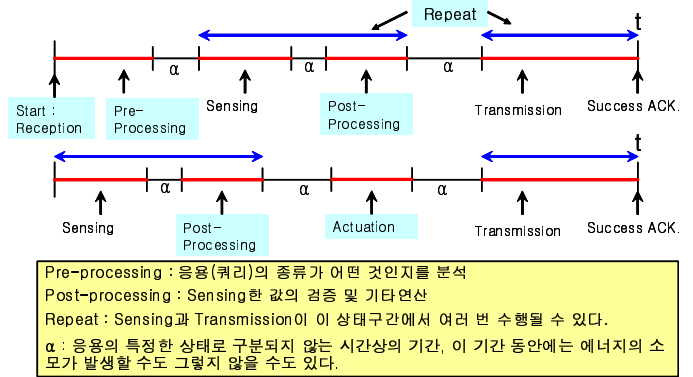 Repeat
t
α
α
α
Start :
Reception
Pre-
Processing
Sensing
Post-
Processing
Transmission
Success ACK.
t
α
α
α
Sensing
Post-
Processing
Actuation
Transmission
Success ACK.
Pre-processing : 응용(쿼리)의 종류가 어떤 것인지를 분석
Post-processing : Sensing한 값의 검증 및 기타연산
Repeat : Sensing과 Transmission이 이 상태구간에서 여러 번 수행될 수 있다.
α : 응용의 특정한 상태로 구분되지 않는 시간상의 기간, 이 기간 동안에는 에너지의 소
모가 발생할 수도 그렇지 않을 수도 있다.